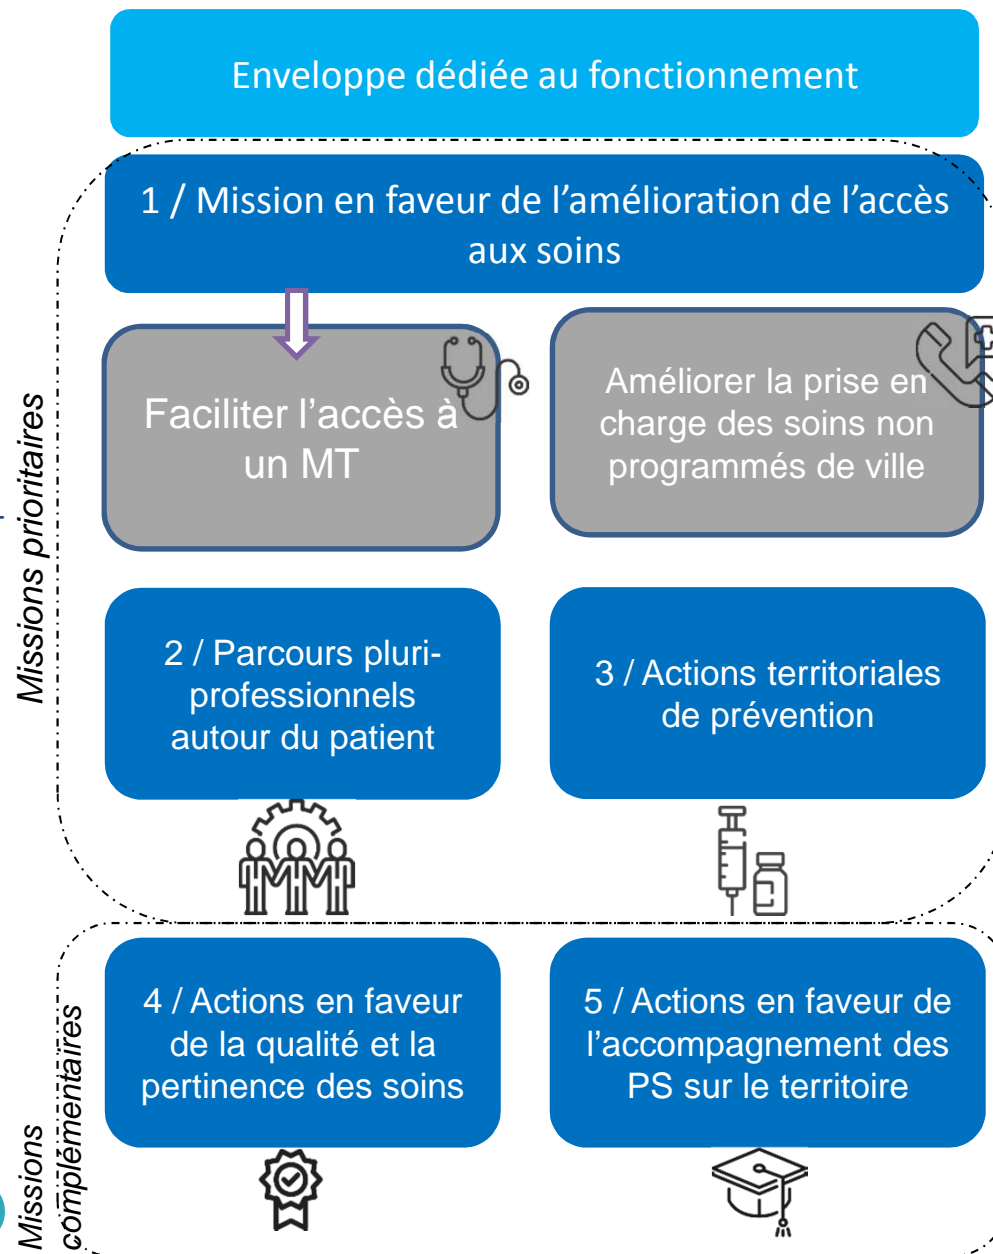 Enveloppe dédiée au fonctionnement
1 / Mission en faveur de l’amélioration de l’accès
aux soins
Faciliter l’accès à
un MT
Améliorer la prise en
charge des soins non
programmés de ville
Missions prioritaires
2 / Parcours pluri-
professionnels
autour du patient
3 / Actions territoriales
de prévention
4 / Actions en faveur
de la qualité et la
pertinence des soins
5 / Actions en faveur de
l’accompagnement des
PS sur le territoire
Missions
complémentaires